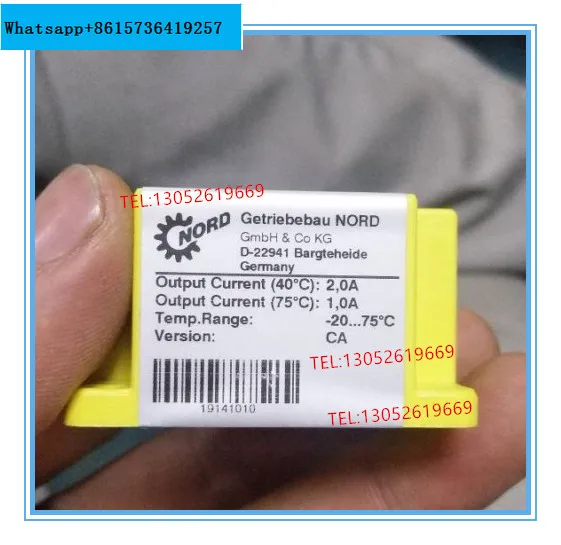 Whatsapp+8615736419257
TEL:13052619669
NORD
Getriebebau NORD
GmbH & Co KG
D-22941 Bargteheide
Germany
Output Current (40°C): 2,0A
Output Current (75°C): 1,0A
Temp.Range: -20...75°C
Version: CA
TEL:13052619669
19141010
TEL:13052619669